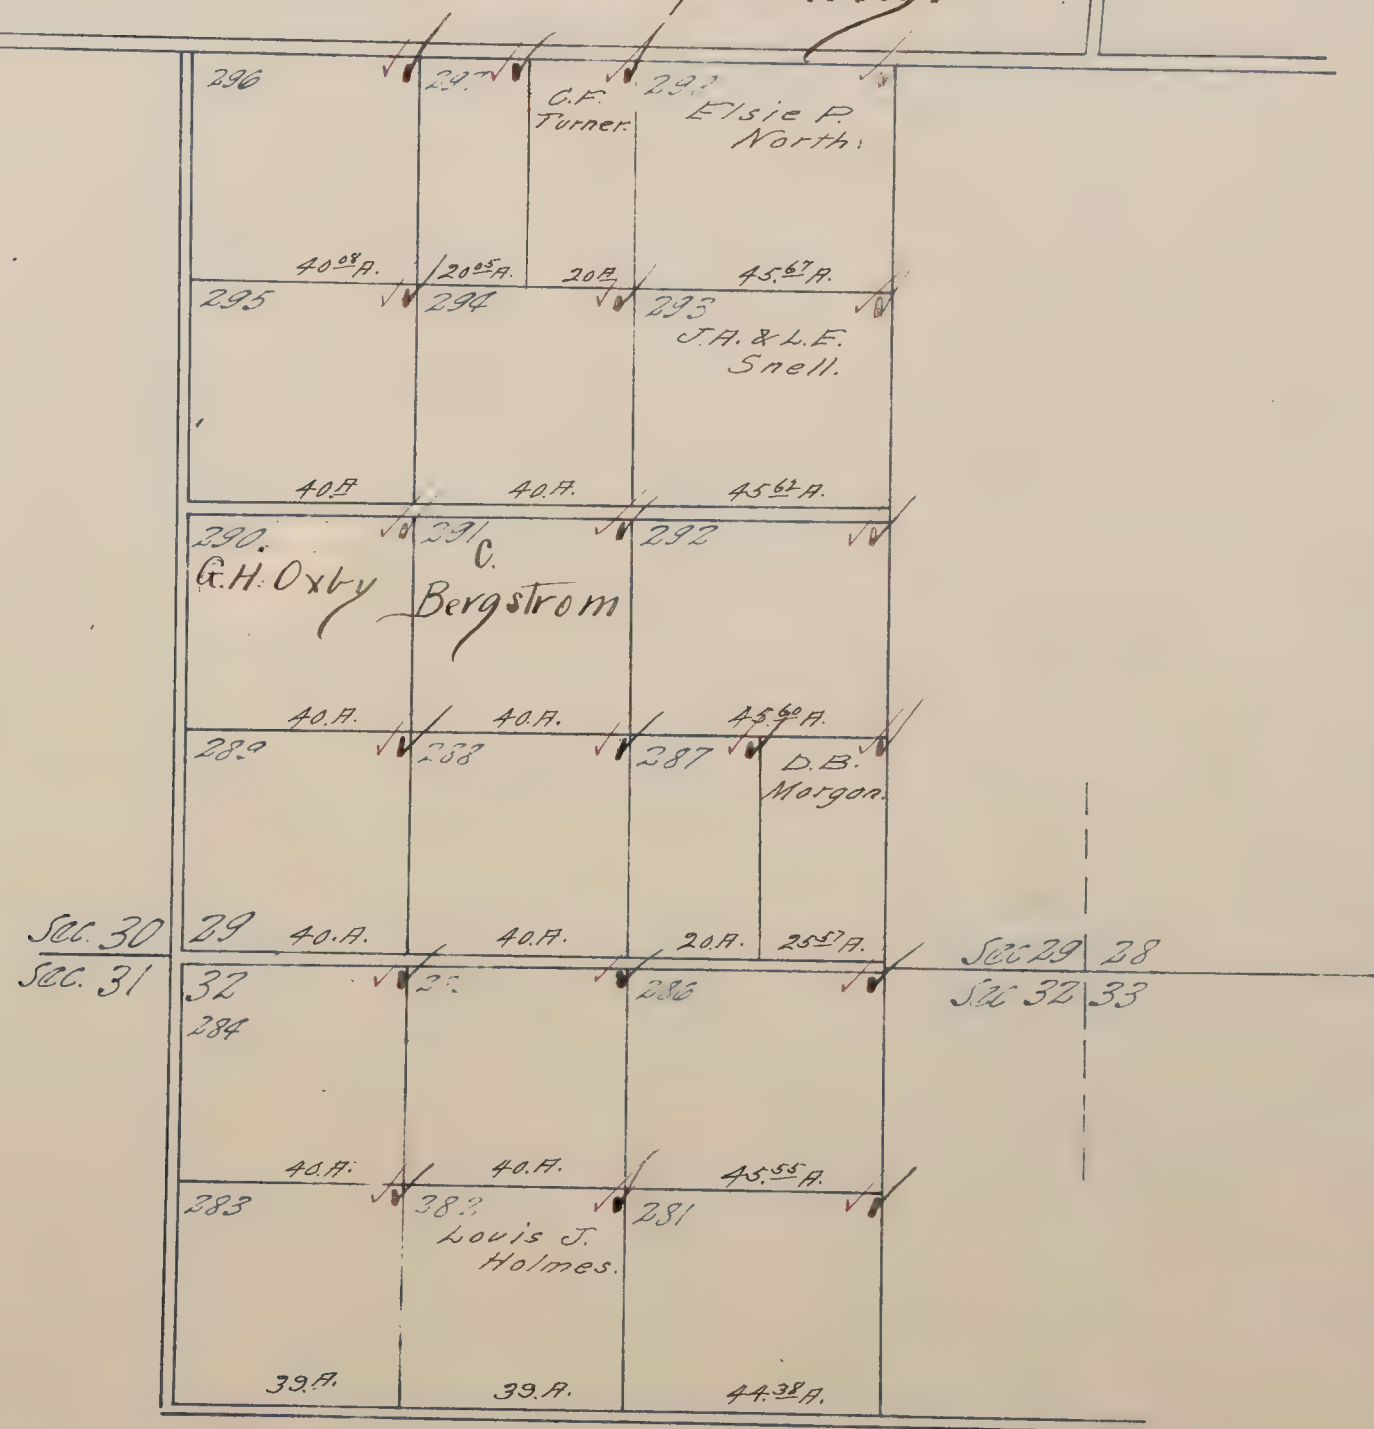 296
C.F.
Turner.
Elsie P.
North.
40.08 A.
20.05 A.
20 A
45.67 A.
295
294
293
J.A. & L.E.
Snell.
40 A
40.A.
45.62 A.
290.
291
292
G.H. Oxby
C.
Bergstrom
40.A.
40.A.
45.60 A.
289
288
287
D.B.
Morgan.
Sec. 30
29
40.A.
40.A.
20.A.
25.57 A.
Sec 29
28
Sec. 31
32
286
Sec 32
33
284
40.A.
40.A.
45.55 A.
283
281
Louis J.
Holmes.
39.A.
39.A.
44.38 A.